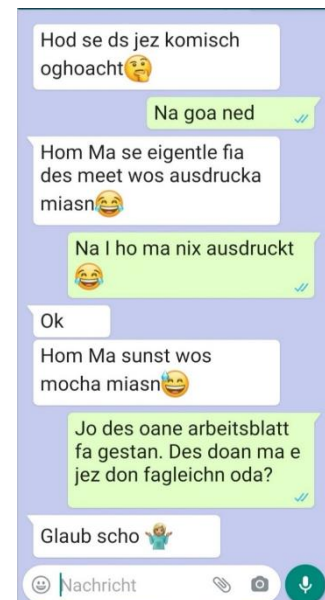 Hod se ds jez komisch
oghoacht🤔
Na goa ned
Hom Ma se eigentle fia
des meet wos ausdrucka
miasn😂
Na I ho ma nix ausdruckt
😂
Ok
Hom Ma sunst wos
mocha miasn😅
Jo des oane arbeitsblatt
fa gestan. Des doan ma e
jez don fagleichn oda?
Glaub scho 🤷🏼‍♀️
Nachricht